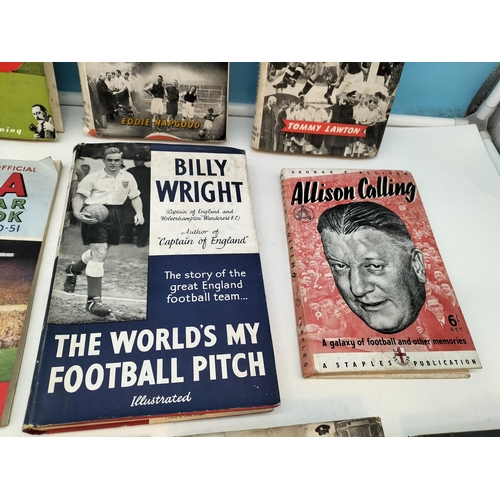 ning
EDDIE HAPGOOD
TOMMY LAWTON
OFFICIAL
A
AR
OK
0-51
BILLY
WRIGHT
(Captain of England and
Wolverhampton Wanderers F.C.)
Author of
"Captain of England"
The story of the
great England
football team...
THE WORLD'S MY
FOOTBALL PITCH
Illustrated
Allison Calling
6/-
NET
A galaxy of football and other memories
A STAPLES PUBLICATION